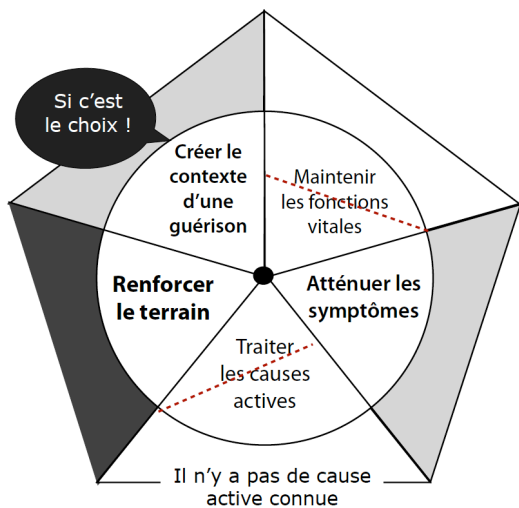 Si c'est
le choix !
Créer le
contexte
d'une
guérison
Maintenir
les fonctions
vitales
Renforcer
le terrain
Atténuer les
symptômes
Traiter
les causes
actives
Il n'y a pas de cause
active connue